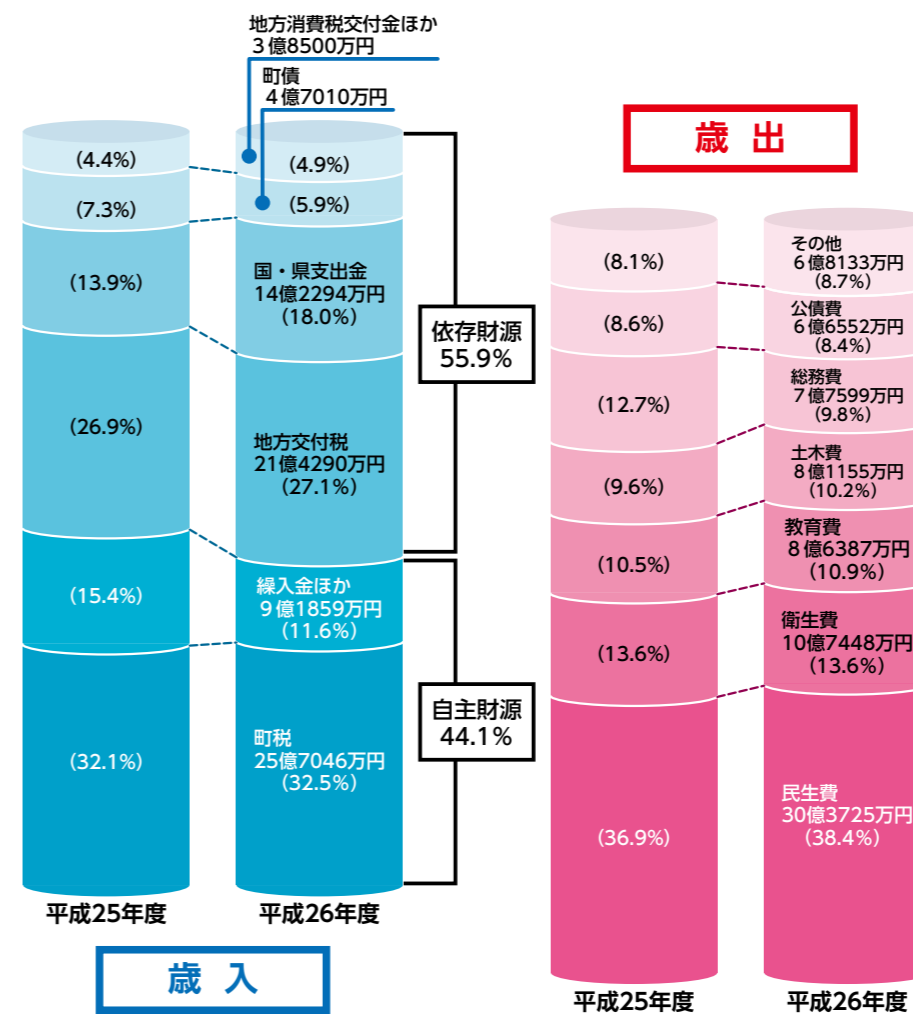 地方消費税交付金ほか
3億8500万円
町債
4億7010万円
(4.4%)
(7.3%)
(13.9%)
(26.9%)
(15.4%)
(32.1%)
平成25年度
(4.9%)
(5.9%)
国・県支出金
14億2294万円
(18.0%)
地方交付税
21億4290万円
(27.1%)
繰入金ほか
9億1859万円
(11.6%)
町税
25億7046万円
(32.5%)
平成26年度
依存財源
55.9%
自主財源
44.1%
歳入
歳出
(8.1%)
(8.6%)
(12.7%)
(9.6%)
(10.5%)
(13.6%)
(36.9%)
平成25年度
その他
6億8133万円
(8.7%)
公債費
6億6552万円
(8.4%)
総務費
7億7599万円
(9.8%)
土木費
8億1155万円
(10.2%)
教育費
8億6387万円
(10.9%)
衛生費
10億7448万円
(13.6%)
民生費
30億3725万円
(38.4%)
平成26年度